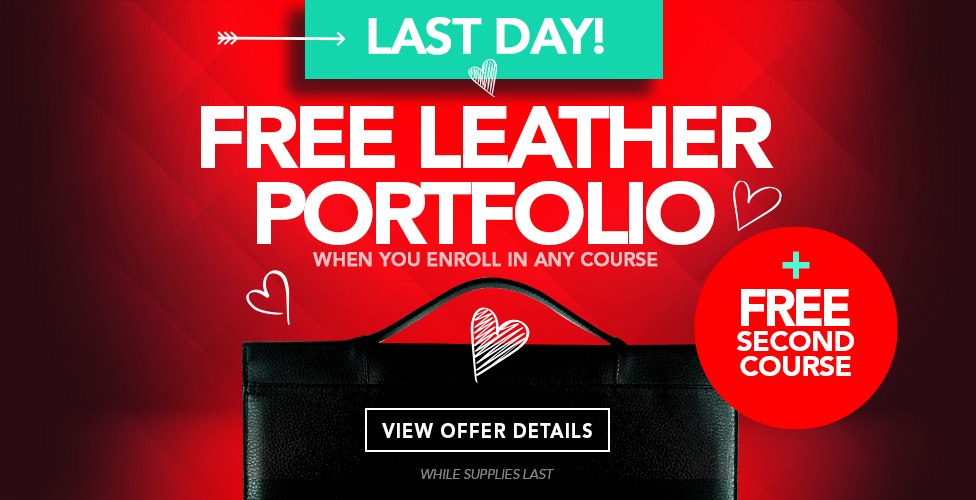 LAST DAY!
FREE LEATHER
PORTFOLIO
WHEN YOU ENROLL IN ANY COURSE
+
FREE
SECOND
COURSE
VIEW OFFER DETAILS
WHILE SUPPLIES LAST